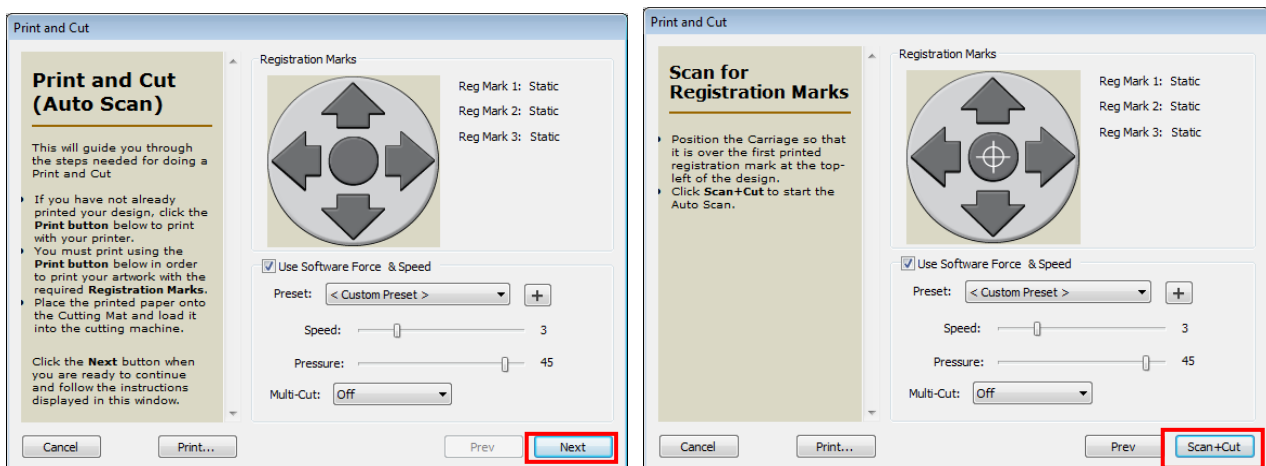 Print and Cut
Print and Cut
(Auto Scan)
This will guide you through
the steps needed for doing a
Print and Cut
If you have not already
printed your design, click the
Print button below to print
with your printer.
You must print using the
Print button below in order
to print your artwork with the
required Registration Marks.
Place the printed paper onto
the Cutting Mat and load it
into the cutting machine.
Click the Next button when
you are ready to continue
and follow the instructions
displayed in this window.
Registration Marks
Reg Mark 1: Static
Reg Mark 2: Static
Reg Mark 3: Static
Use Software Force & Speed
Preset: < Custom Preset > +
Speed: 3
Pressure: 45
Multi-Cut: Off
Cancel Print... Prev Next
Print and Cut
Scan for
Registration Marks
Position the Carriage so that
it is over the first printed
registration mark at the top-
left of the design.
Click Scan+Cut to start the
Auto Scan.
Registration Marks
Reg Mark 1: Static
Reg Mark 2: Static
Reg Mark 3: Static
Use Software Force & Speed
Preset: < Custom Preset > +
Speed: 3
Pressure: 45
Multi-Cut: Off
Cancel Print... Prev Scan+Cut